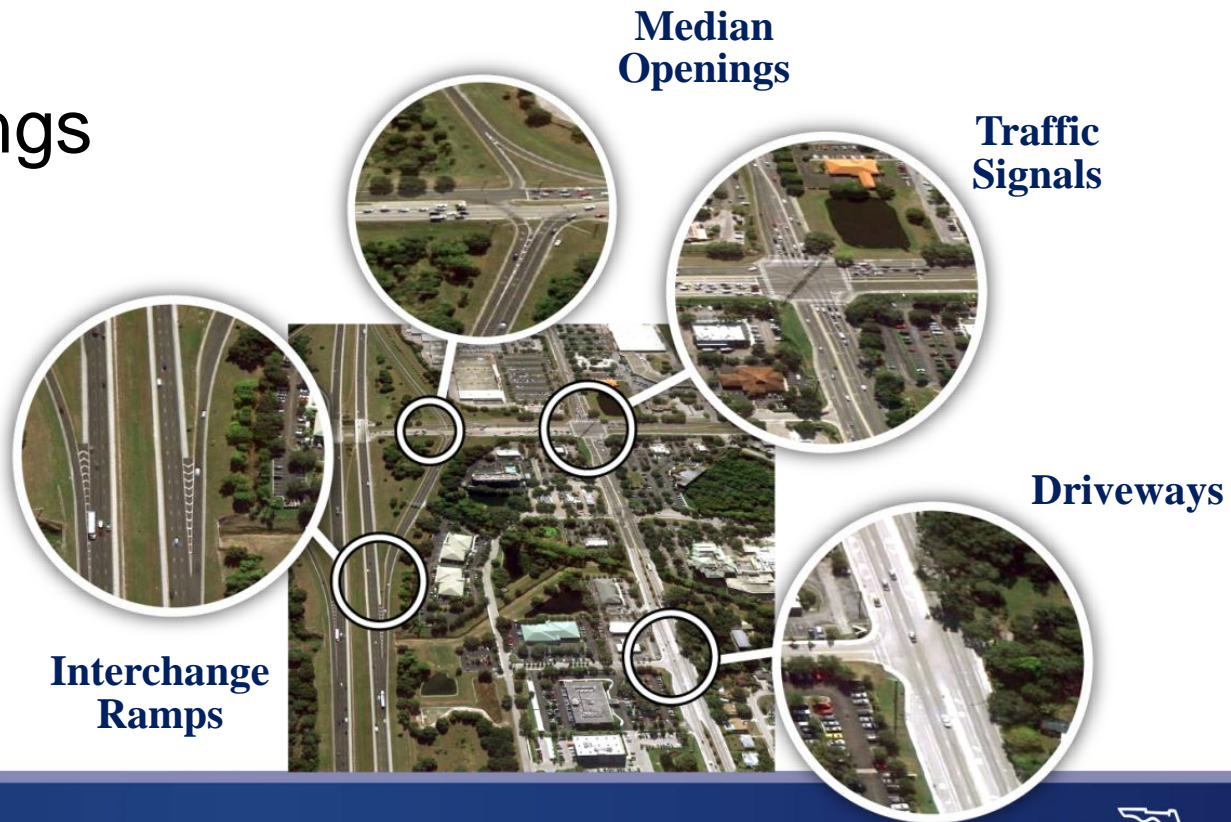 Median
Openings
ngs
Traffic
Signals
Driveways
Interchange
Ramps